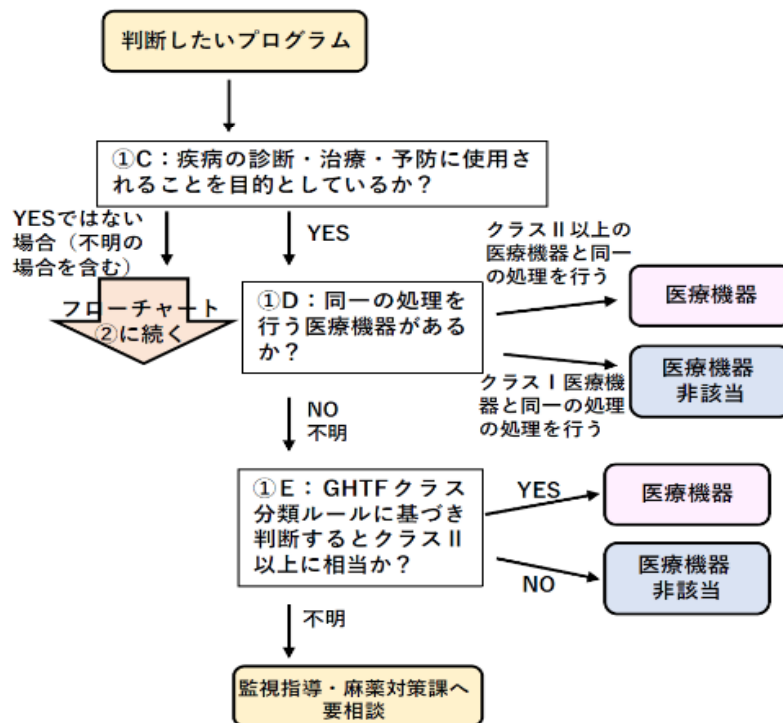 判断したいプログラム
①C：疾病の診断・治療・予防に使用さ
れることを目的としているか？
YESではない
場合（不明の
場合を含む）
YES
フローチャート
②に続く
①D：同一の処理を
行う医療機器がある
か？
クラスⅡ以上の
医療機器と同一
の処理を行う
医療機器
クラスⅠ医療機
器と同一の処理
の処理を行う
医療機器
非該当
NO
不明
①E：GHTFクラス
分類ルールに基づき
判断するとクラスⅡ
以上に相当か？
YES
医療機器
NO
医療機器
非該当
不明
監視指導・麻薬対策課へ
要相談